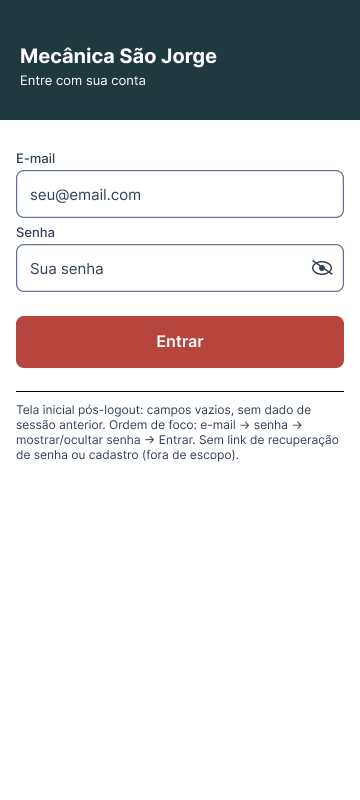 Mecânica São Jorge
Entre com sua conta
E-mail
seu@email.com
Senha
Sua senha
Entrar
Tela inicial pós-logout: campos vazios, sem dado de
sessão anterior. Ordem de foco: e-mail → senha →
mostrar/ocultar senha → Entrar. Sem link de recuperação
de senha ou cadastro (fora de escopo).